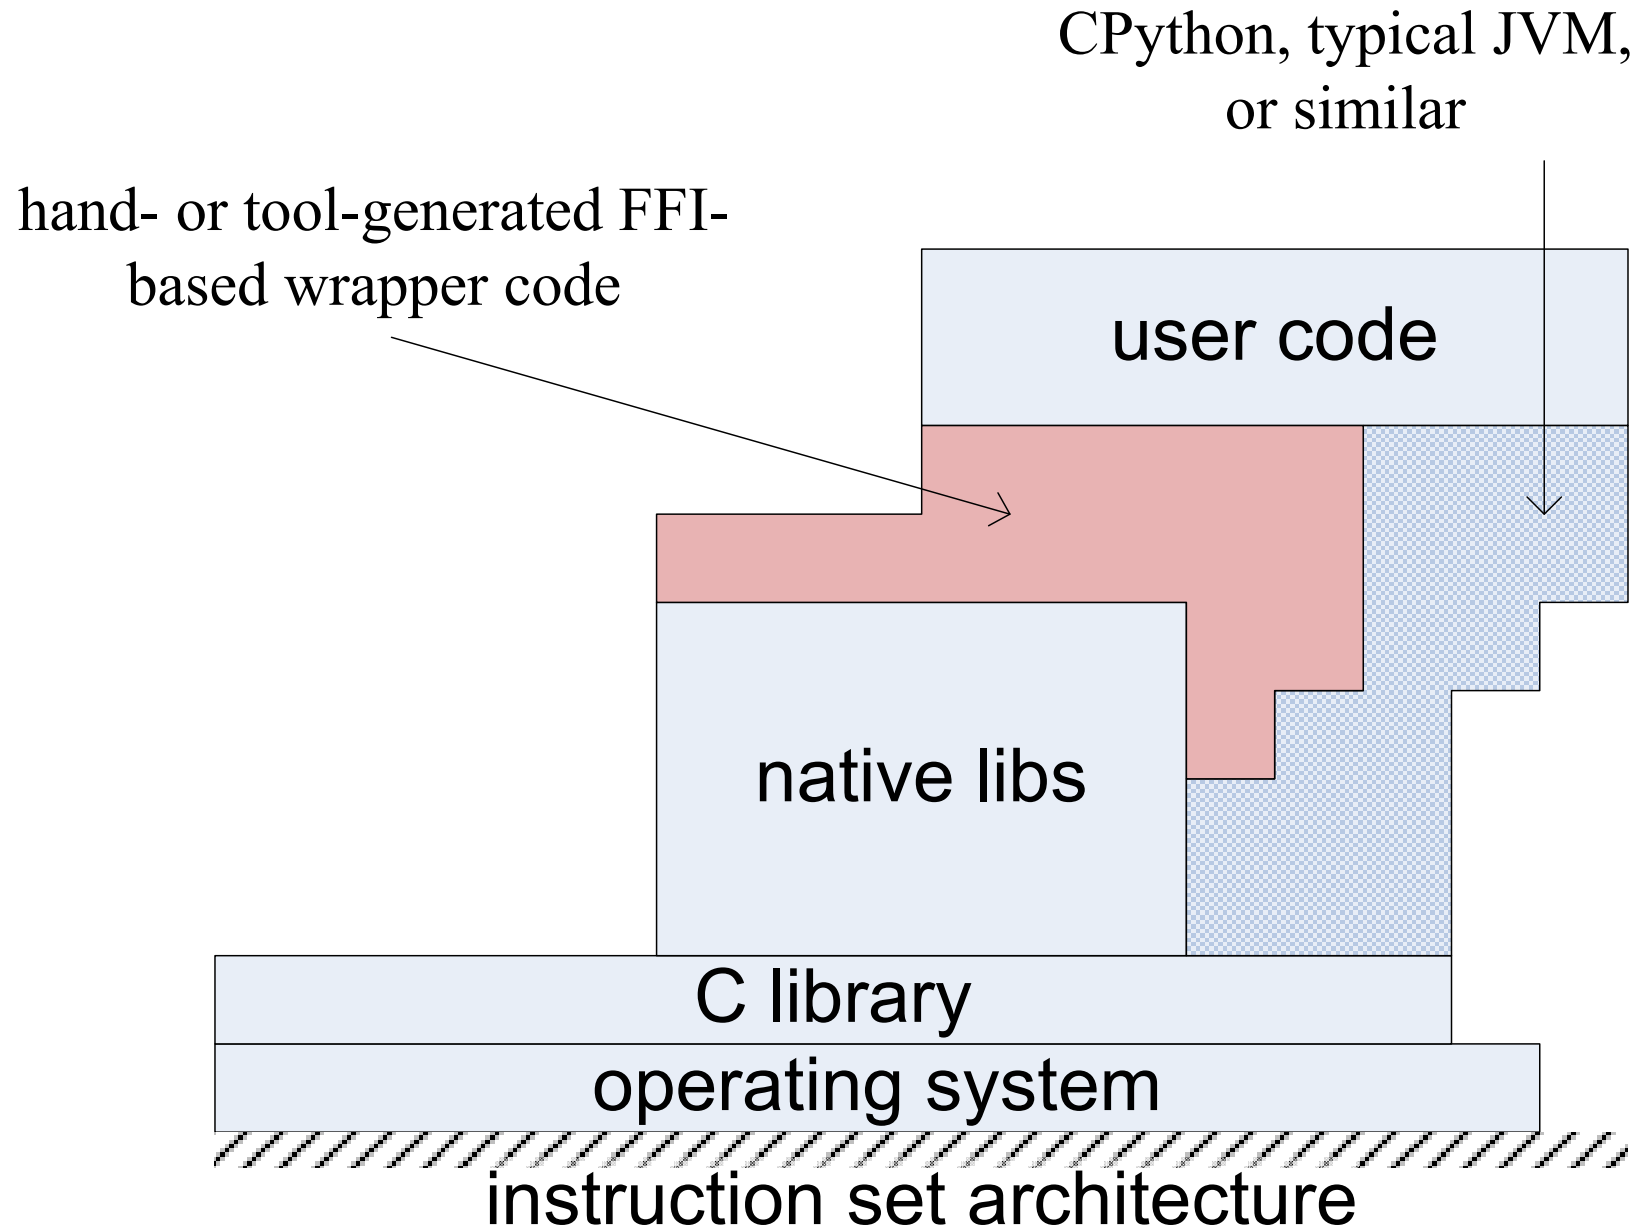 CPython, typical JVM,
or similar
hand- or tool-generated FFI-
based wrapper code
user code
native libs
C library
operating system
instruction set architecture